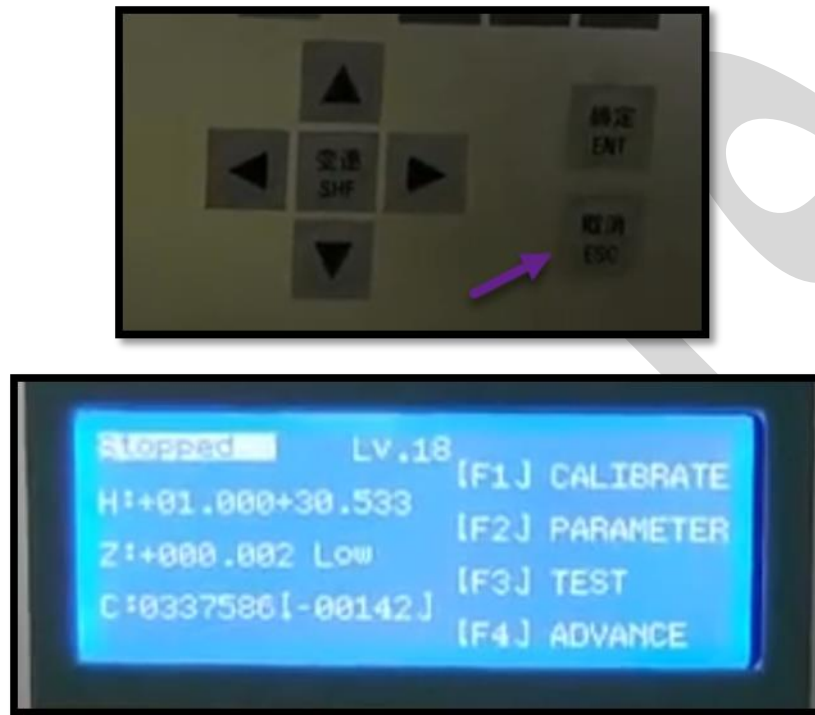 变速
SHF
确定
ENT
取消
ESC
Stopped LV.18
H:+01.000+30.533
Z:+000.002 Low
C:0337586[-00142]
[F1] CALIBRATE
[F2] PARAMETER
[F3] TEST
[F4] ADVANCE